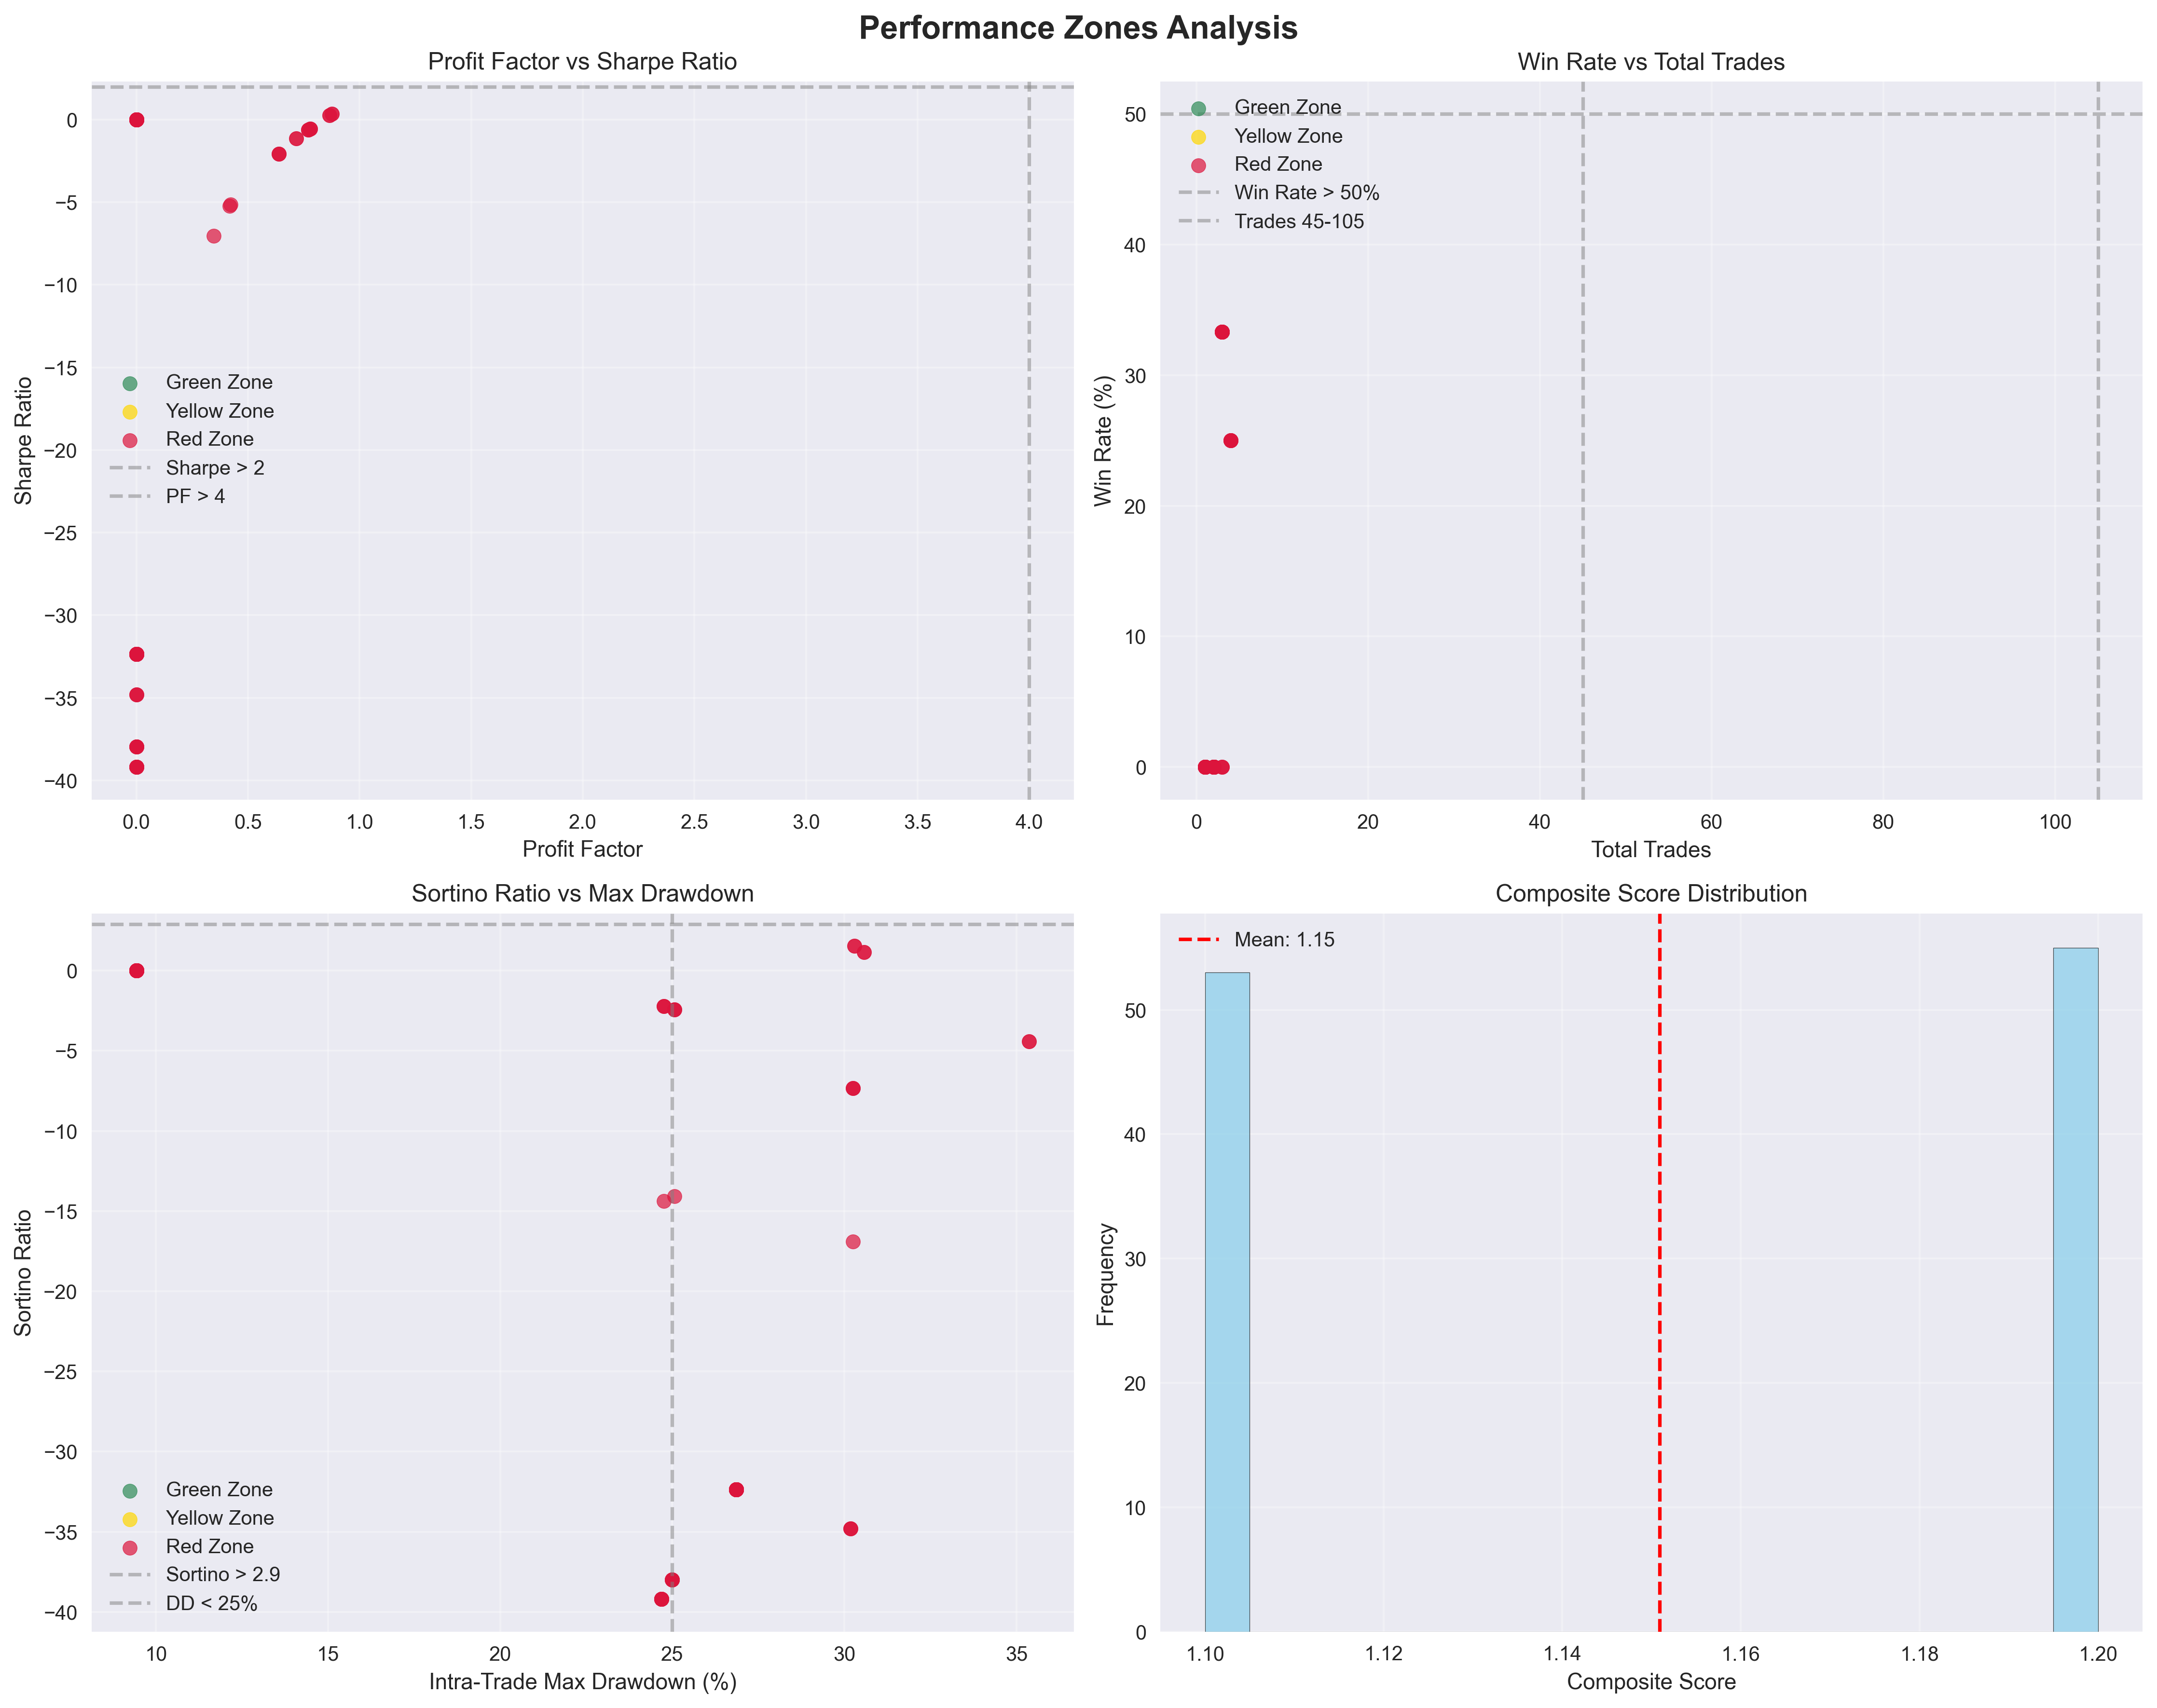 Performance Zones Analysis
Profit Factor vs Sharpe Ratio
0
−5
−10
−15
−20
−25
−30
−35
−40
Sharpe Ratio
Green Zone
Yellow Zone
Red Zone
Sharpe > 2
PF > 4
0.0 0.5 1.0 1.5 2.0 2.5 3.0 3.5 4.0
Profit Factor
Win Rate vs Total Trades
50
40
30
20
10
0
Win Rate (%)
Green Zone
Yellow Zone
Red Zone
Win Rate > 50%
Trades 45-105
0 20 40 60 80 100
Total Trades
Sortino Ratio vs Max Drawdown
0
−5
−10
−15
−20
−25
−30
−35
−40
Sortino Ratio
Green Zone
Yellow Zone
Red Zone
Sortino > 2.9
DD < 25%
10 15 20 25 30 35
Intra-Trade Max Drawdown (%)
Composite Score Distribution
Mean: 1.15
50
40
30
20
10
0
Frequency
1.10 1.12 1.14 1.16 1.18 1.20
Composite Score